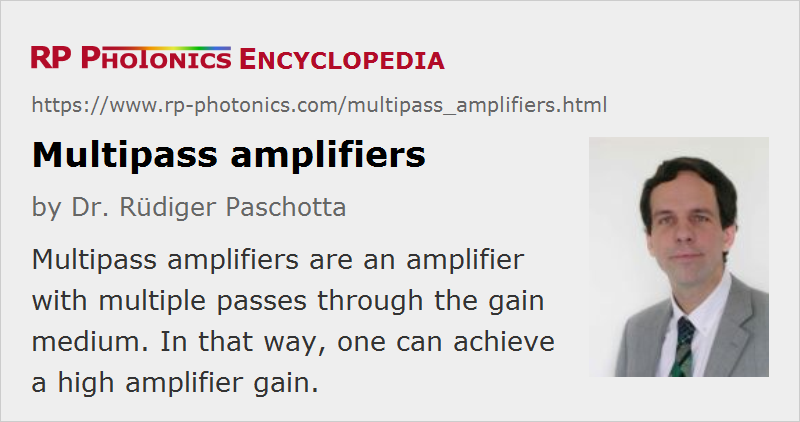 RP PHOTONICS ENCYCLOPEDIA
https://www.rp-photonics.com/multipass_amplifiers.html
Multipass amplifiers
by Dr. Rüdiger Paschotta
Multipass amplifiers are an amplifier
with multiple passes through the gain
medium. In that way, one can achieve
a high amplifier gain.